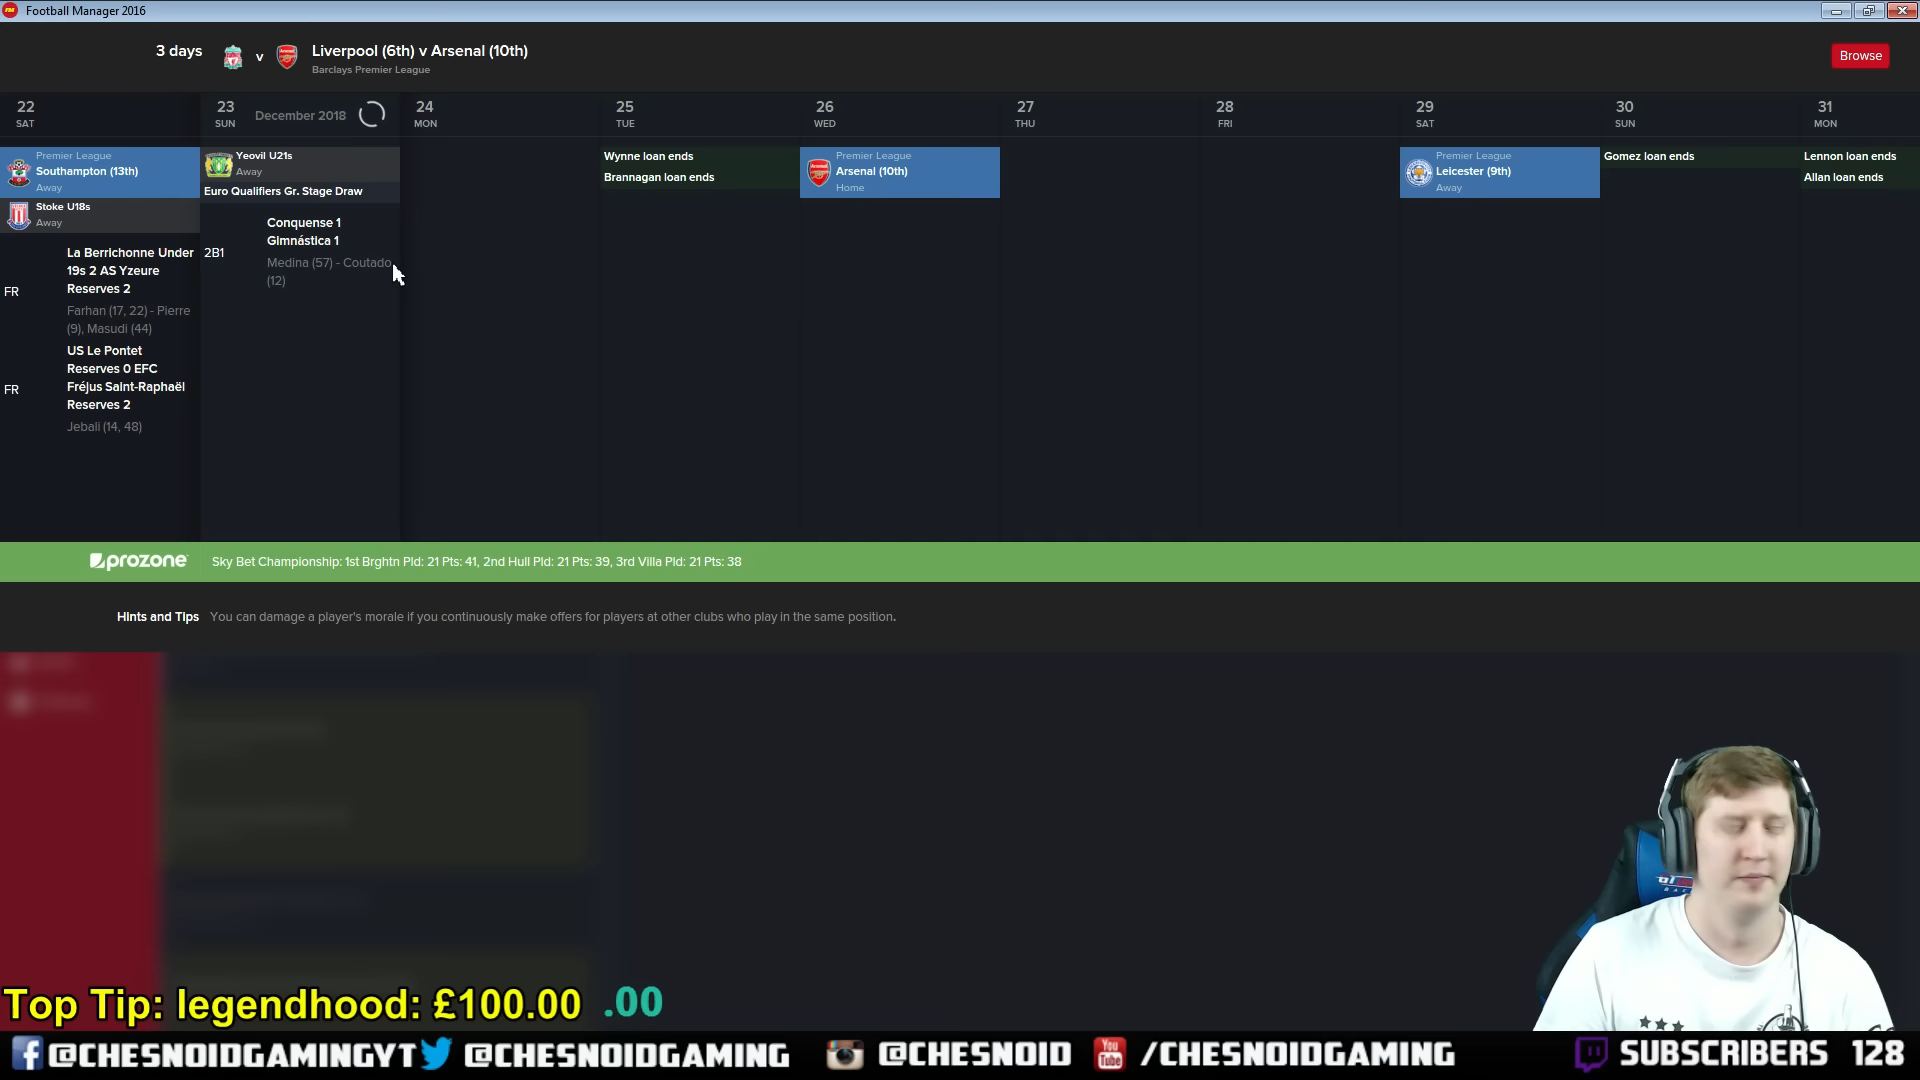 Football Manager 2016
3 days
v
Liverpool (6th) v Arsenal (10th)
Barclays Premier League
Browse
22
SAT
23
SUN
December 2018
24
MON
25
TUE
26
WED
27
THU
28
FRI
29
SAT
30
SUN
31
MON
Premier League
Southampton (13th)
Away
Stoke U18s
Away
FR
La Berrichonne Under
19s 2 AS Yzeure
Reserves 2
Farhan (17, 22) - Pierre
(9), Masudi (44)
FR
US Le Pontet
Reserves 0 EFC
Fréjus Saint-Raphaël
Reserves 2
Jebali (14, 48)
Yeovil U21s
Away
Euro Qualifiers Gr. Stage Draw
2B1
Conquense 1
Gimnástica 1
Medina (57) - Coutado
(12)
Wynne loan ends
Brannagan loan ends
Premier League
Arsenal (10th)
Home
Premier League
Leicester (9th)
Away
Gomez loan ends
Lennon loan ends
Allan loan ends
prozone
Sky Bet Championship: 1st Brghtn Pld: 21 Pts: 41, 2nd Hull Pld: 21 Pts: 39, 3rd Villa Pld: 21 Pts: 38
Hints and Tips
You can damage a player's morale if you continuously make offers for players at other clubs who play in the same position.
Top Tip: legendhood: £100.00 .00
@CHESNOIDGAMINGYT
@CHESNOIDGAMING
@CHESNOID
You Tube
/CHESNOIDGAMING
SUBSCRIBERS 128